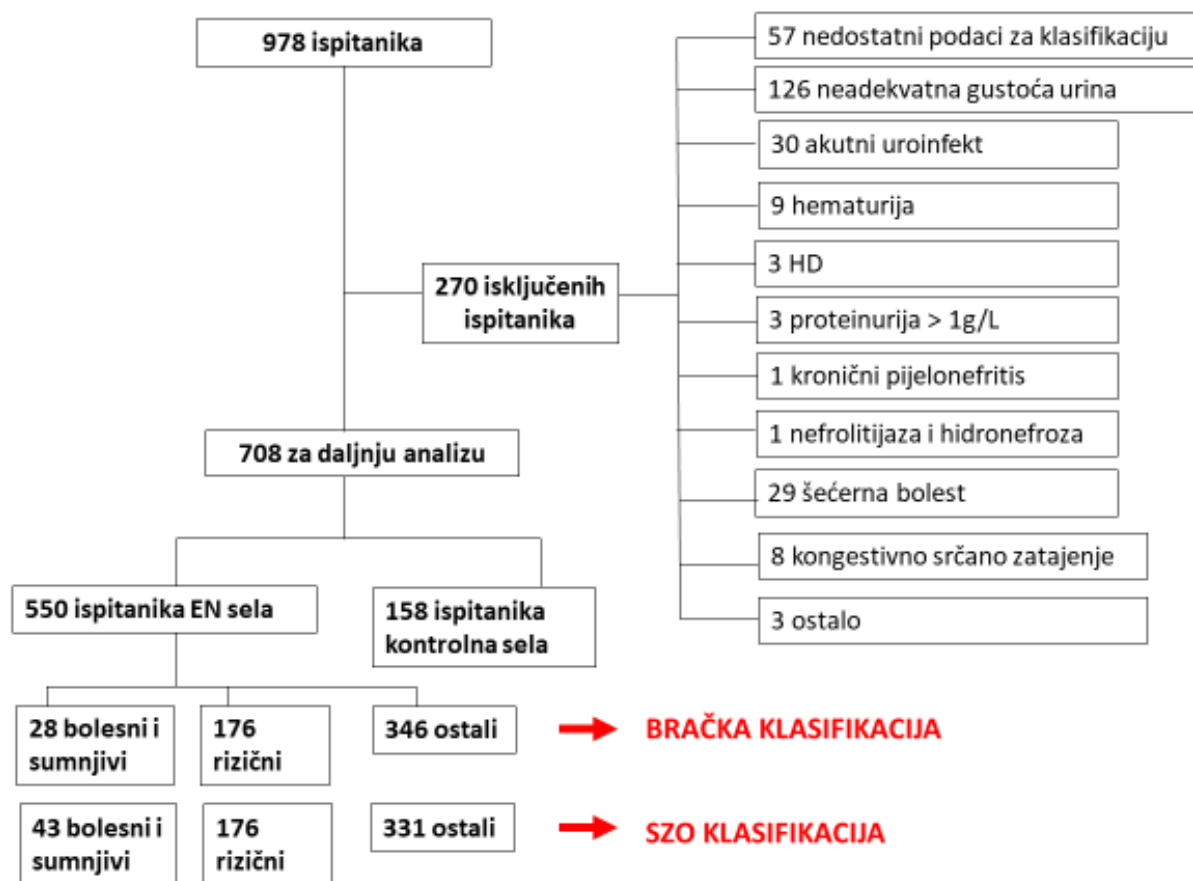 978 ispitanika
57 nedostatni podaci za klasifikaciju
126 neadekvatna gustoća urina
30 akutni uroinfekt
9 hematurija
3 HD
270 isključenih
ispitanika
3 proteinurija > 1g/L
1 kronični pijelonefritis
1 nefrolitijaza i hidronefroza
29 šećerna bolest
8 kongestivno srčano zatajenje
3 ostalo
708 za daljnju analizu
550 ispitanika EN sela
158 ispitanika
kontrolna sela
28 bolesni i
sumnjivi
176
rizični
346 ostali
BRAČKA KLASIFIKACIJA
43 bolesni i
sumnjivi
176
rizični
331 ostali
SZO KLASIFIKACIJA